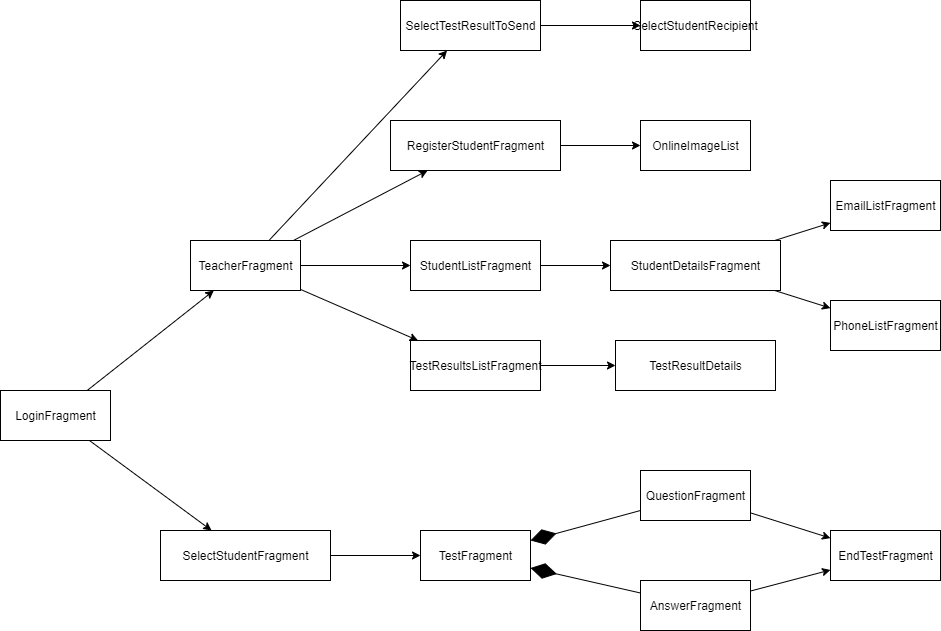 SelectTestResultToSend
SelectStudentRecipient
RegisterStudentFragment
OnlineImageList
EmailListFragment
TeacherFragment
StudentListFragment
StudentDetailsFragment
PhoneListFragment
TestResultsListFragment
TestResultDetails
LoginFragment
QuestionFragment
SelectStudentFragment
TestFragment
EndTestFragment
AnswerFragment